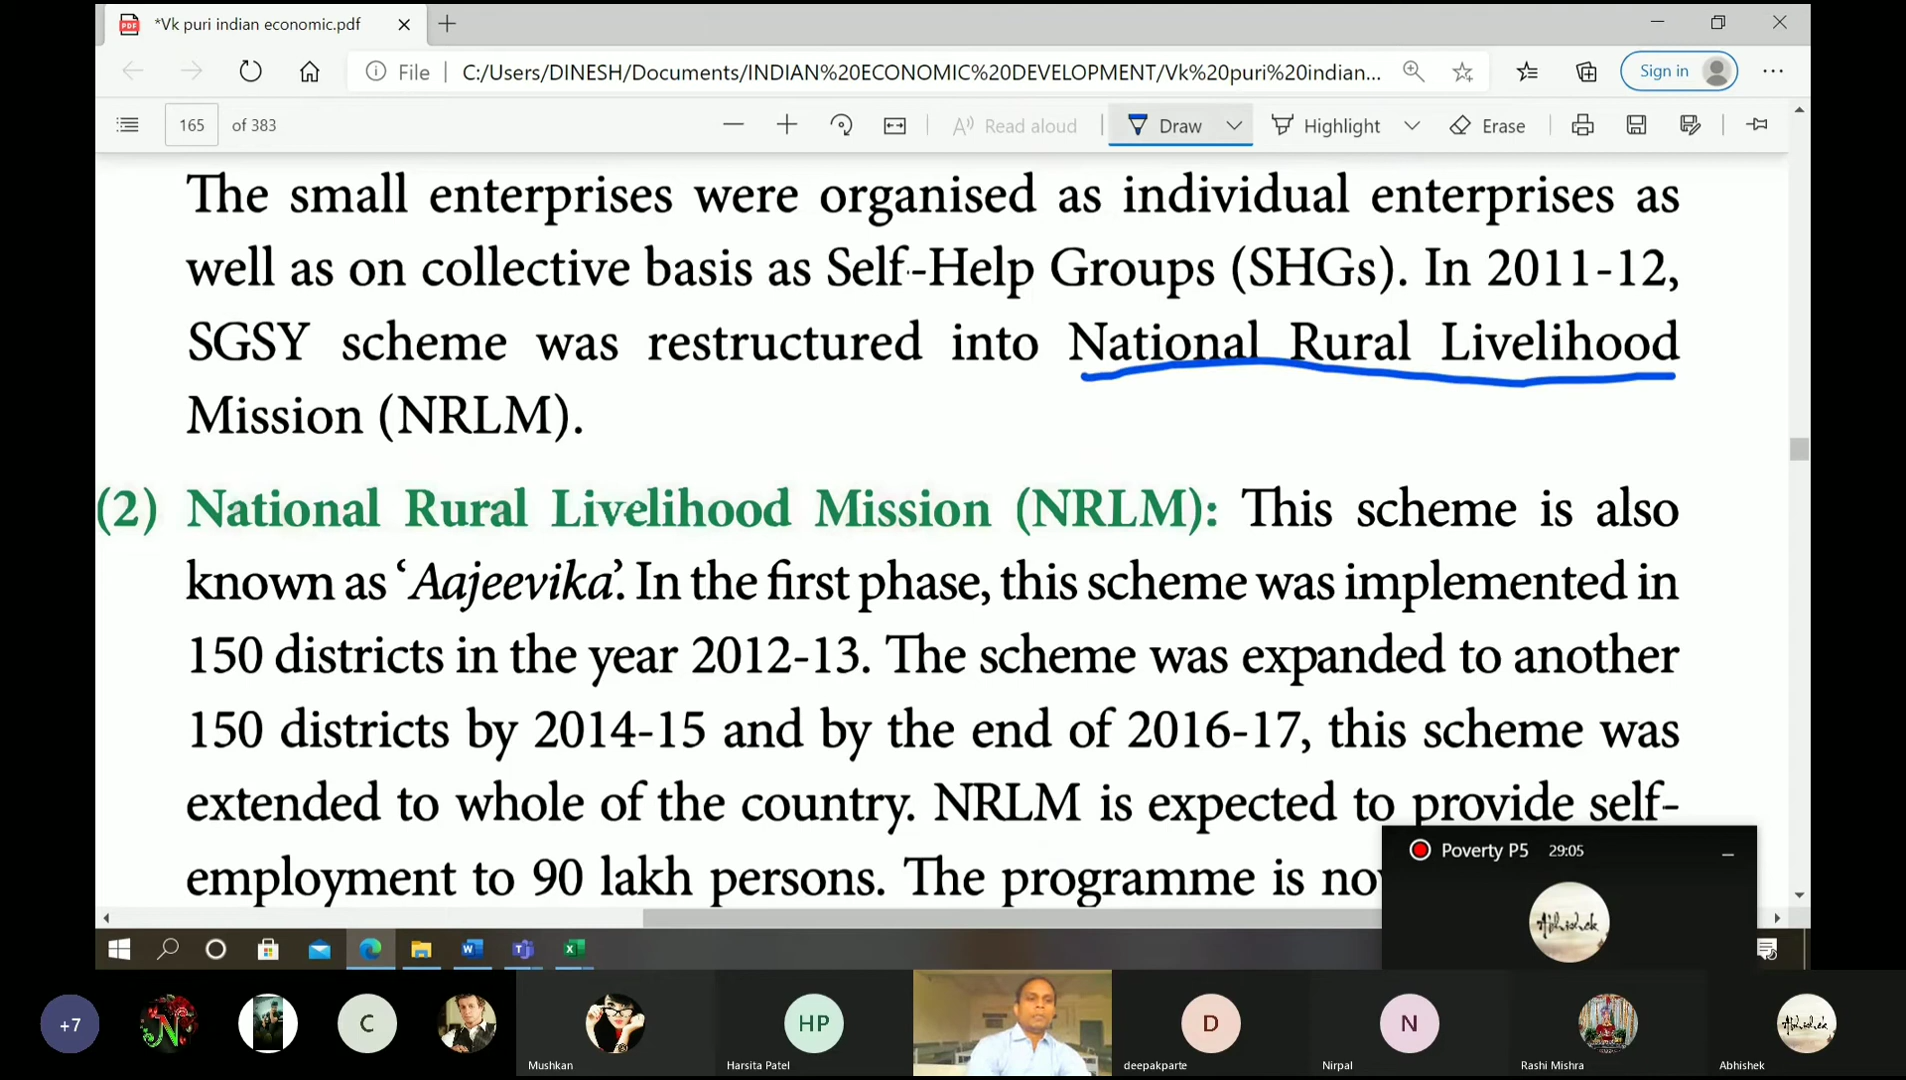 *Vk puri indian economic.pdf
File
C:/Users/DINESH/Documents/INDIAN%20ECONOMIC%20DEVELOPMENT/Vk%20puri%20indian...
Sign in
165 of 383
Read aloud
Draw
Highlight
Erase
The small enterprises were organised as individual enterprises as
well as on collective basis as Self-Help Groups (SHGs). In 2011-12,
SGSY scheme was restructured into National Rural Livelihood
Mission (NRLM).
(2) National Rural Livelihood Mission (NRLM): This scheme is also
known as ‘Aajeevika’. In the first phase, this scheme was implemented in
150 districts in the year 2012-13. The scheme was expanded to another
150 districts by 2014-15 and by the end of 2016-17, this scheme was
extended to whole of the country. NRLM is expected to provide self-
employment to 90 lakh persons. The programme is
Poverty P5 29:05
Abhishek
+7
N
C
Mushkan
HP
Harsita Patel
D
deepakparte
N
Nirpal
Rashi Mishra
Abhishek
Abhishek